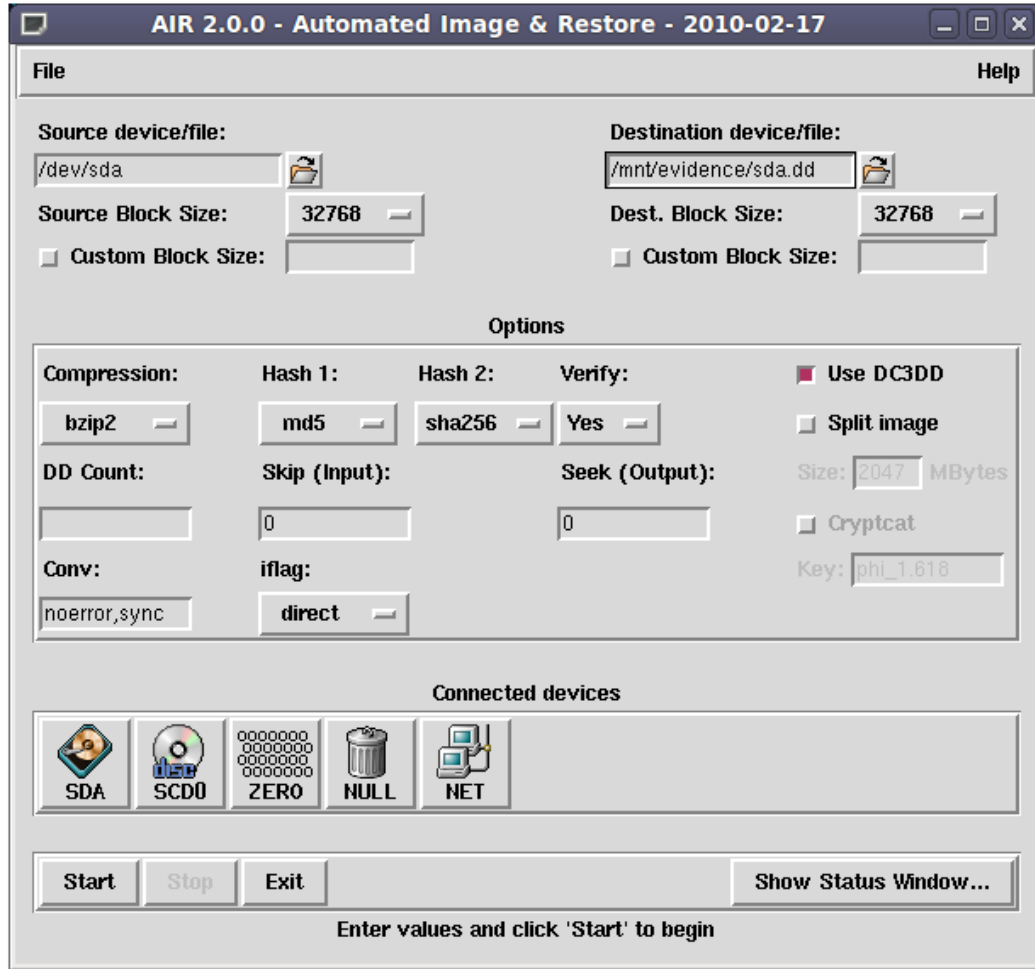 AIR 2.0.0 - Automated Image & Restore - 2010-02-17
File Help
Source device/file: Destination device/file:
/dev/sda /mnt/evidence/sda.dd
Source Block Size: 32768 Dest. Block Size: 32768
Custom Block Size: Custom Block Size:
Options
Compression: Hash 1: Hash 2: Verify: Use DC3DD
bzip2 md5 sha256 Yes Split image
DD Count: Skip (Input): Seek (Output): Size: 2047 MBytes
0 0 Cryptcat
Conv: iflag: Key: phi_1.618
noerror,sync direct
Connected devices
disc
SDA SCD0 ZERO NULL NET
Start Stop Exit Show Status Window...
Enter values and click 'Start' to begin